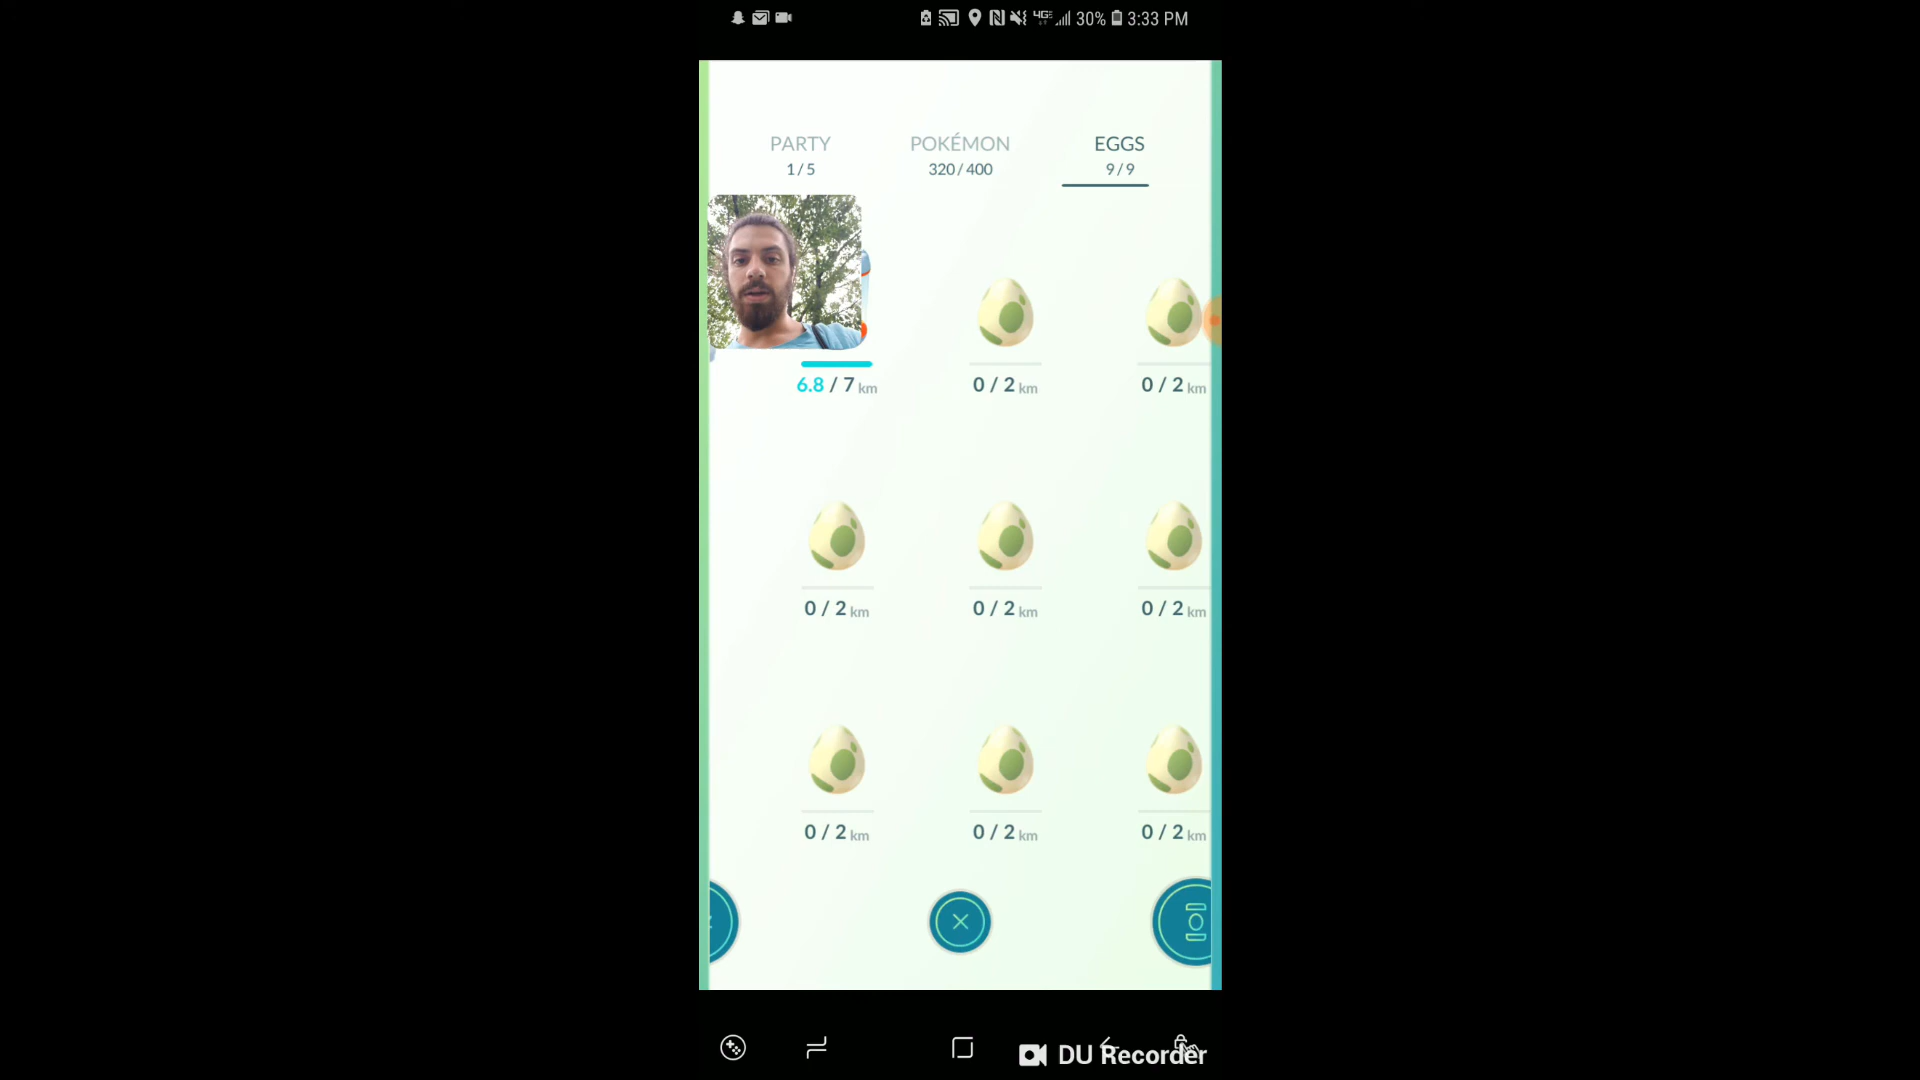 30% 3:33 PM
PARTY POKÉMON EGGS
1 / 5 320 / 400 9 / 9
6.8 / 7 km 0 / 2 km 0 / 2 km
0 / 2 km 0 / 2 km 0 / 2 km
0 / 2 km 0 / 2 km 0 / 2 km
DU Recorder